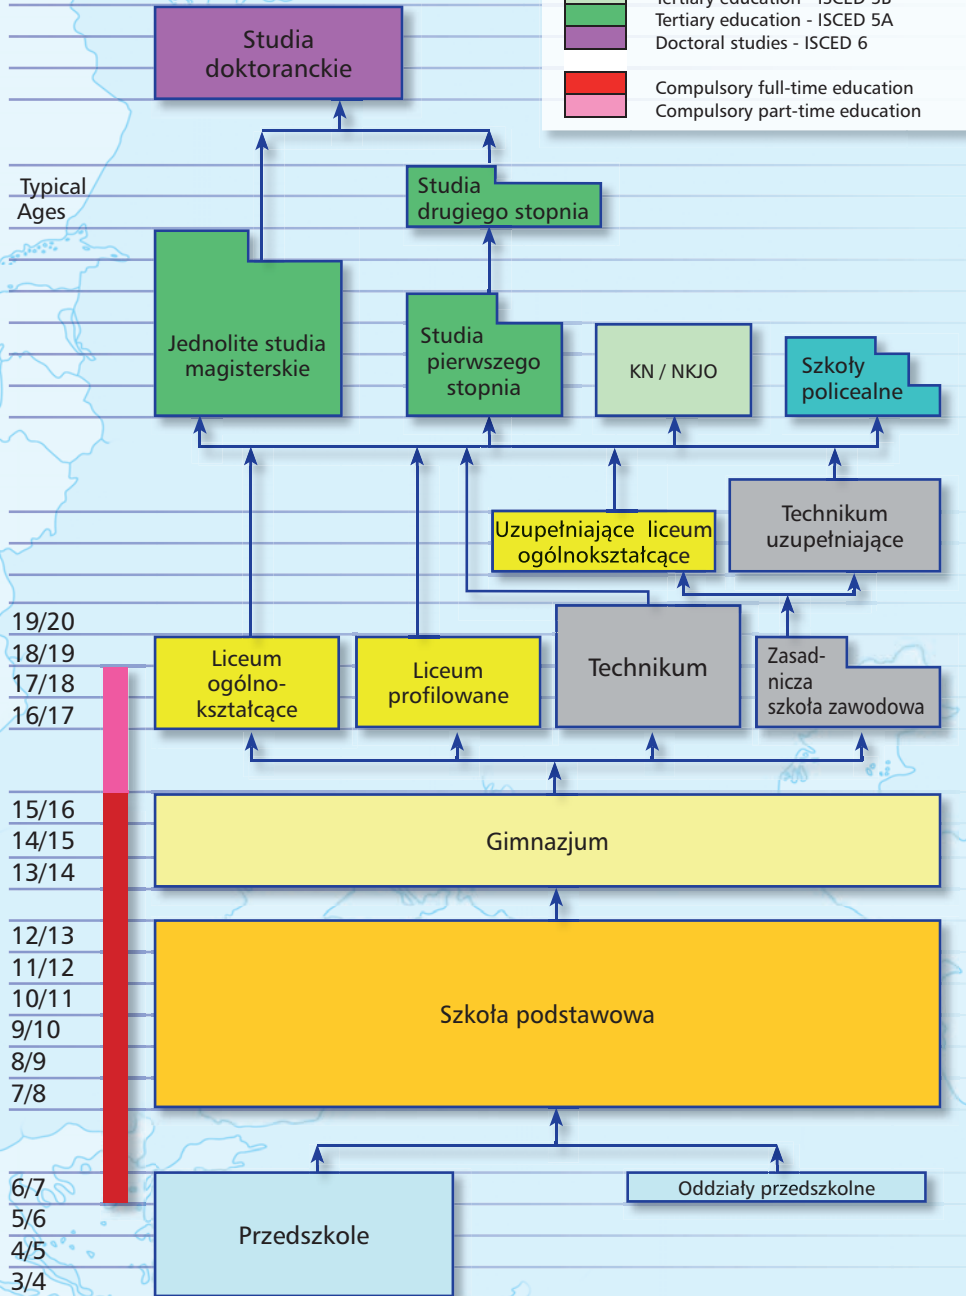 Tertiary education - ISCED 5B
Tertiary education - ISCED 5A
Doctoral studies - ISCED 6
Compulsory full-time education
Compulsory part-time education
Studia
doktoranckie
Typical
Ages
Studia
drugiego stopnia
Jednolite studia
magisterskie
Studia
pierwszego
stopnia
KN / NKJO
Szkoły
policealne
Uzupełniające liceum
ogólnokształcące
Technikum
uzupełniające
19/20
18/19
17/18
16/17
Liceum
ogólno-
kształcące
Liceum
profilowane
Technikum
Zasad-
nicza
szkoła zawodowa
15/16
14/15
13/14
Gimnazjum
12/13
11/12
10/11
9/10
8/9
7/8
Szkoła podstawowa
6/7
5/6
4/5
3/4
Przedszkole
Oddziały przedszkolne